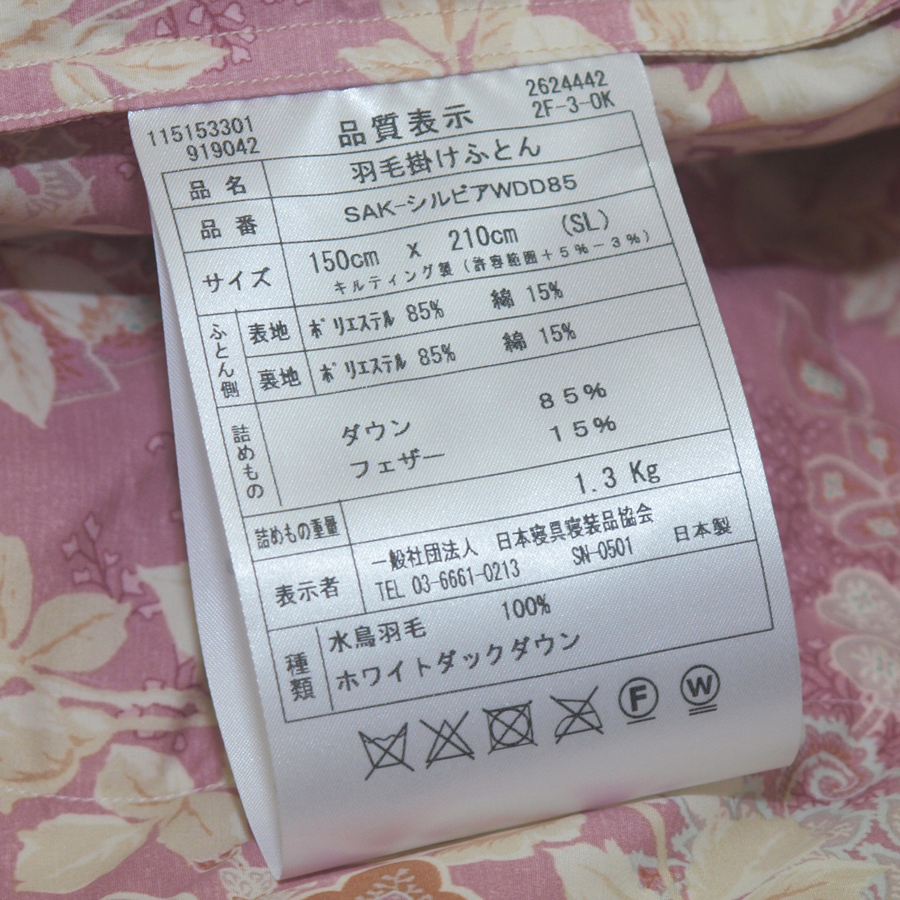 115153301
919042
品質表示
2624442
2F-3-OK
品名 羽毛掛けふとん
品番 SAK-シルビアWDD85
サイズ 150cm x 210cm (SL)
キルティング製(許容範囲+5%-3%)
ふとん側 表地 ポリエステル 85% 綿 15%
裏地 ポリエステル 85% 綿 15%
詰めもの ダウン 85%
フェザー 15%
詰めもの重量 1.3 Kg
表示者 一般社団法人 日本寝具寝装品協会
TEL 03-6661-0213 SN-0501 日本製
種類 水鳥羽毛 100%
ホワイトダックダウン
F W